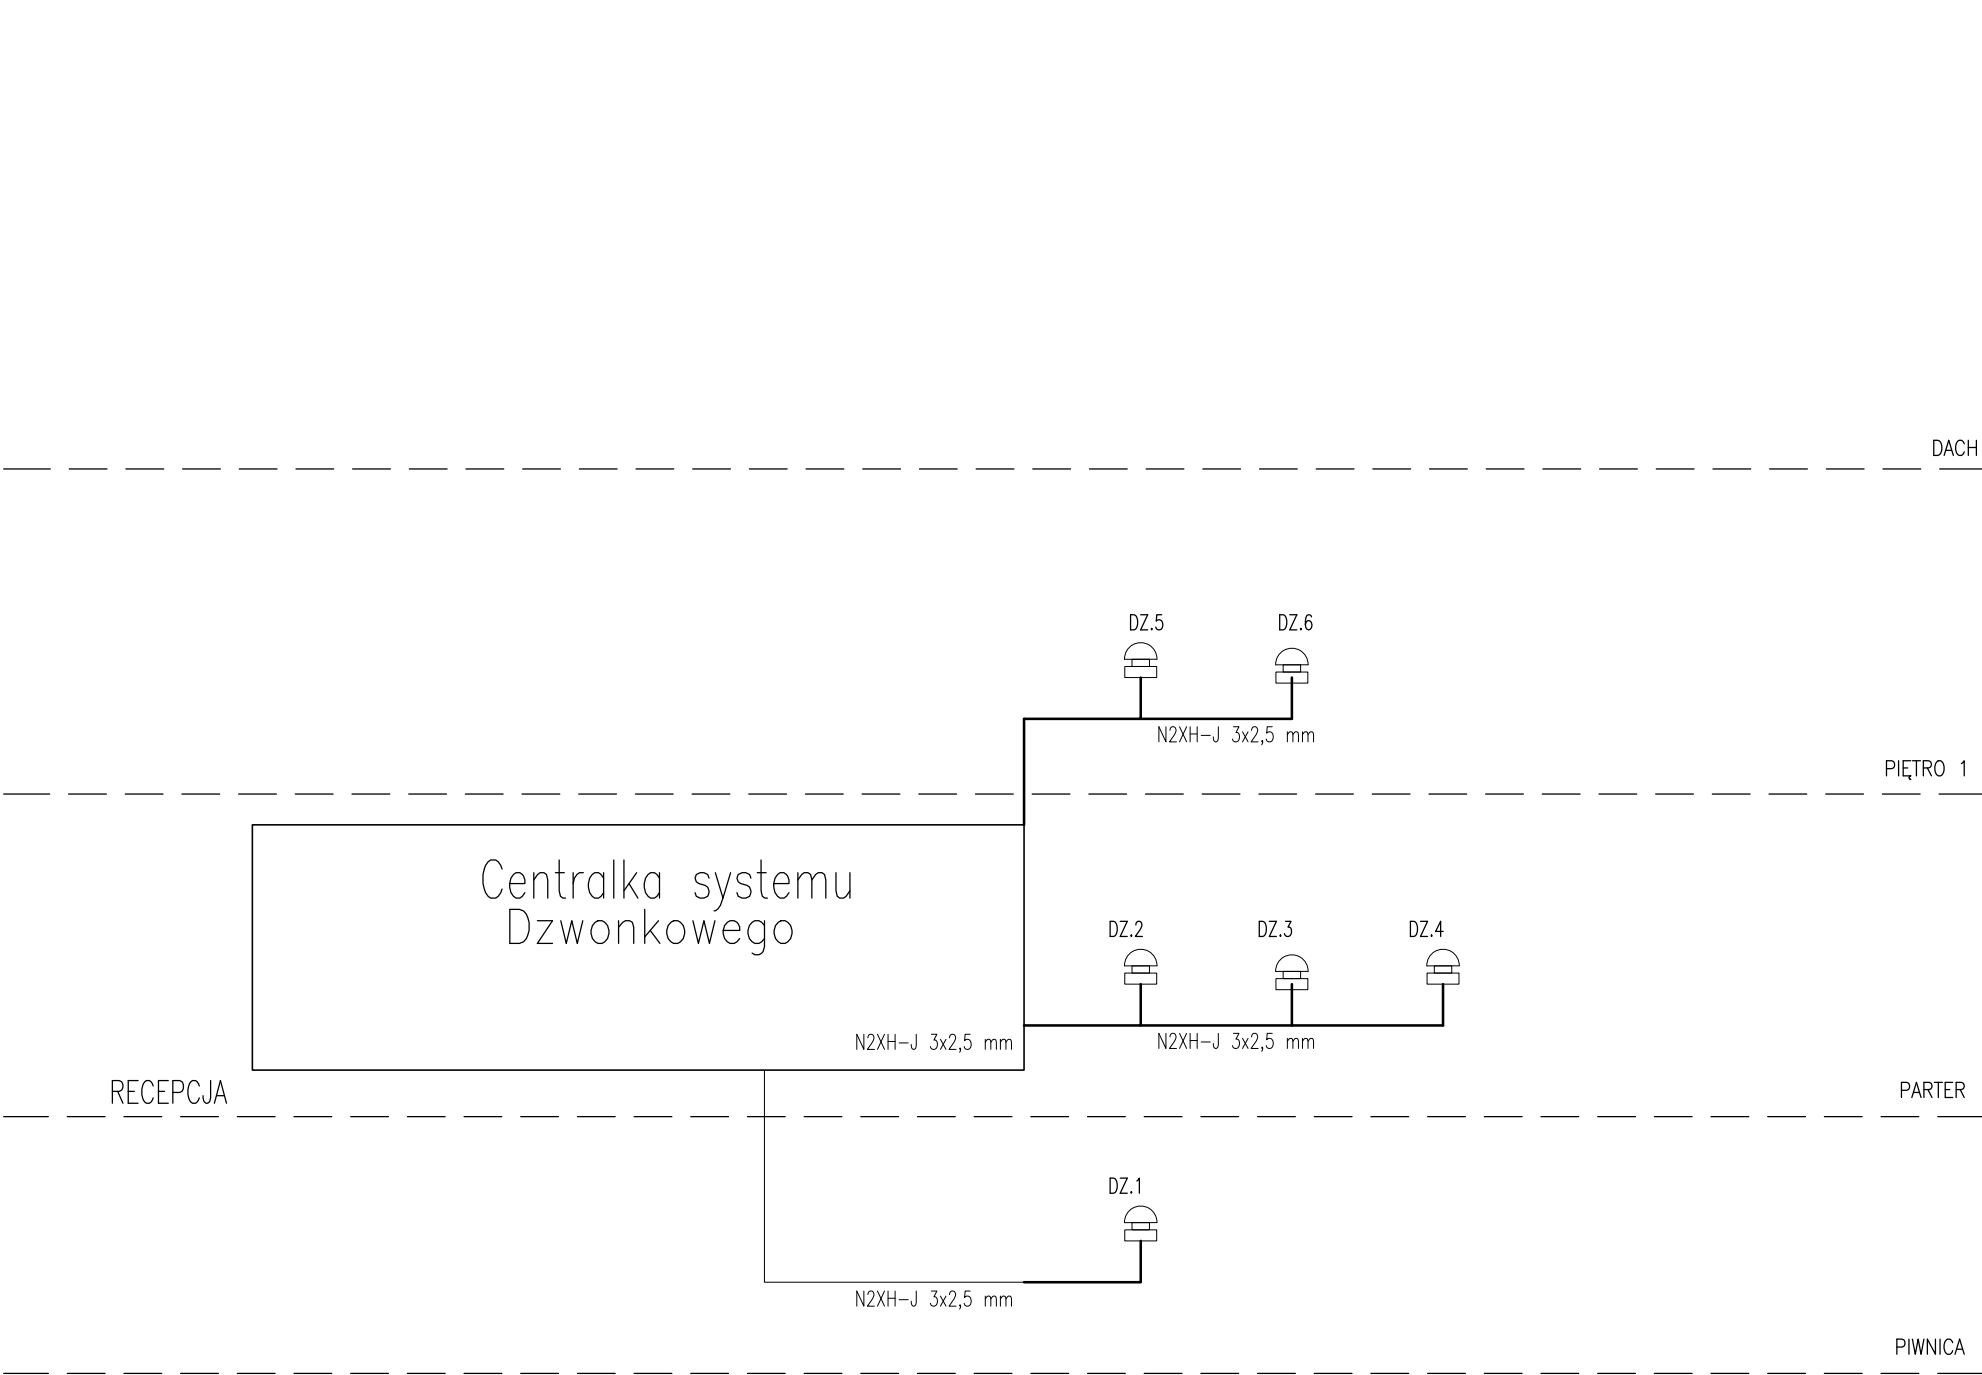 DACH
DZ.5
DZ.6
N2XH-J 3x2,5 mm
PIĘTRO 1
Centralka systemu
Dzwonkowego
DZ.2
DZ.3
DZ.4
N2XH-J 3x2,5 mm
N2XH-J 3x2,5 mm
RECEPCJA
PARTER
DZ.1
N2XH-J 3x2,5 mm
PIWNICA